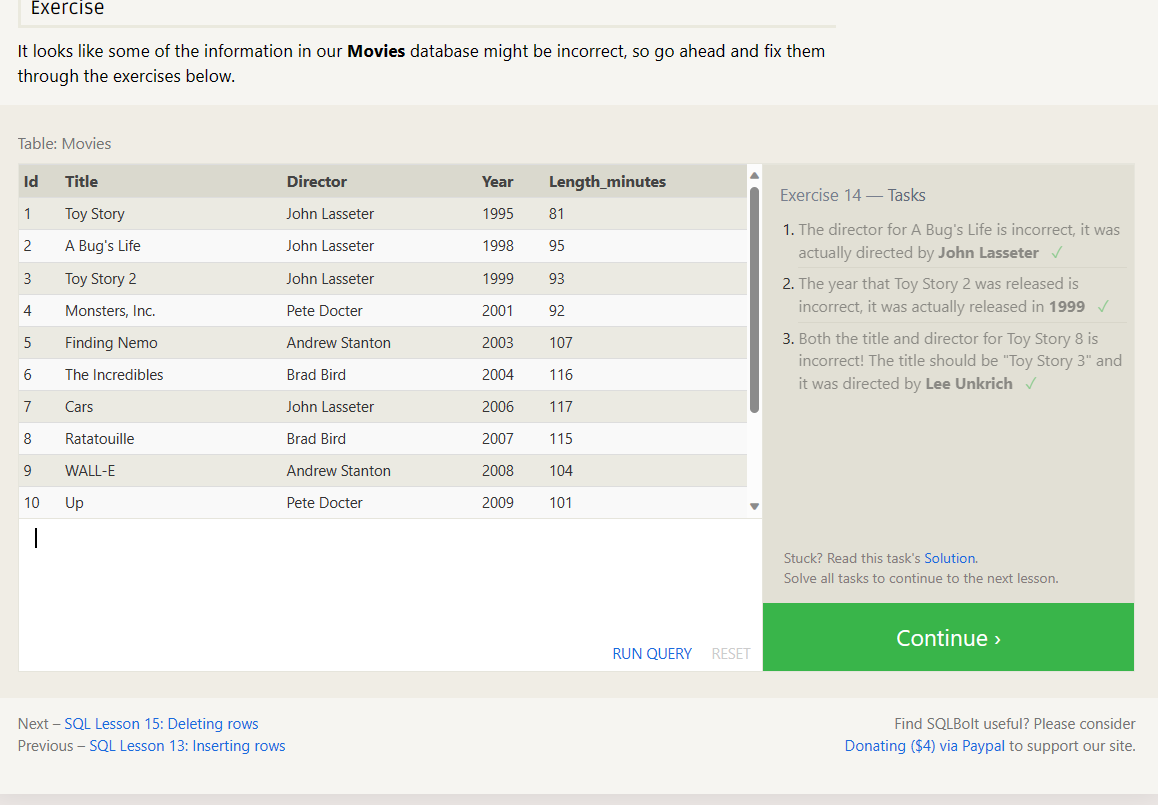 Exercise
It looks like some of the information in our Movies database might be incorrect, so go ahead and fix them
through the exercises below.
Table: Movies
Id Title Director Year Length_minutes
1 Toy Story John Lasseter 1995 81
2 A Bug's Life John Lasseter 1998 95
3 Toy Story 2 John Lasseter 1999 93
4 Monsters, Inc. Pete Docter 2001 92
5 Finding Nemo Andrew Stanton 2003 107
6 The Incredibles Brad Bird 2004 116
7 Cars John Lasseter 2006 117
8 Ratatouille Brad Bird 2007 115
9 WALL-E Andrew Stanton 2008 104
10 Up Pete Docter 2009 101
RUN QUERY RESET
Exercise 14 — Tasks
1. The director for A Bug's Life is incorrect, it was
actually directed by John Lasseter ✓
2. The year that Toy Story 2 was released is
incorrect, it was actually released in 1999 ✓
3. Both the title and director for Toy Story 8 is
incorrect! The title should be "Toy Story 3" and
it was directed by Lee Unkrich ✓
Stuck? Read this task's Solution.
Solve all tasks to continue to the next lesson.
Continue ›
Next – SQL Lesson 15: Deleting rows
Previous – SQL Lesson 13: Inserting rows
Find SQLBolt useful? Please consider
Donating ($4) via Paypal to support our site.